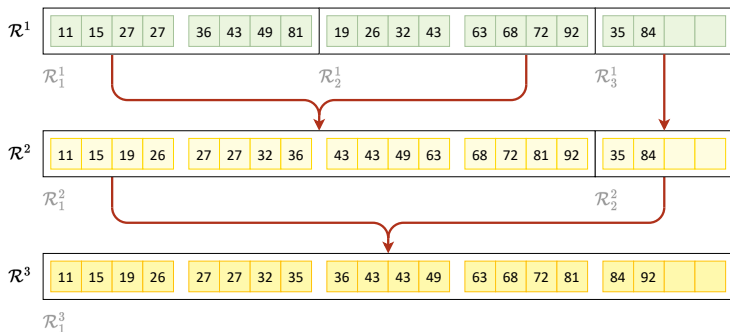 𝓡¹ 11 15 27 27 36 43 49 81 19 26 32 43 63 68 72 92 35 84
𝓡₁¹ 𝓡₂¹ 𝓡₃¹
𝓡² 11 15 19 26 27 27 32 36 43 43 49 63 68 72 81 92 35 84
𝓡₁² 𝓡₂²
𝓡³ 11 15 19 26 27 27 32 35 36 43 43 49 63 68 72 81 84 92
𝓡₁³